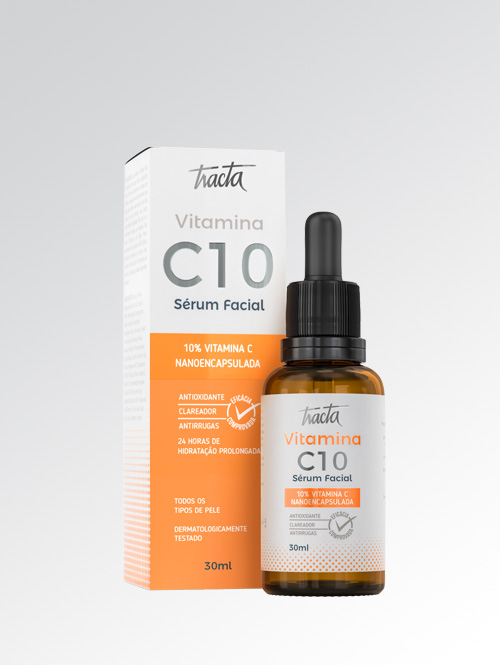 tracta
Vitamina
C10
Sérum Facial
10% VITAMINA C
NANOENCAPSULADA
ANTIOXIDANTE
CLAREADOR
ANTIRRUGAS
EFICÁCIA
COMPROVADA
24 HORAS DE
HIDRATAÇÃO PROLONGADA
TODOS OS
TIPOS DE PELE
DERMATOLOGICAMENTE
TESTADO
30ml
tracta
Vitamina
C10
Sérum Facial
10% VITAMINA C
NANOENCAPSULADA
ANTIOXIDANTE
CLAREADOR
ANTIRRUGAS
EFICÁCIA
COMPROVADA
30ml